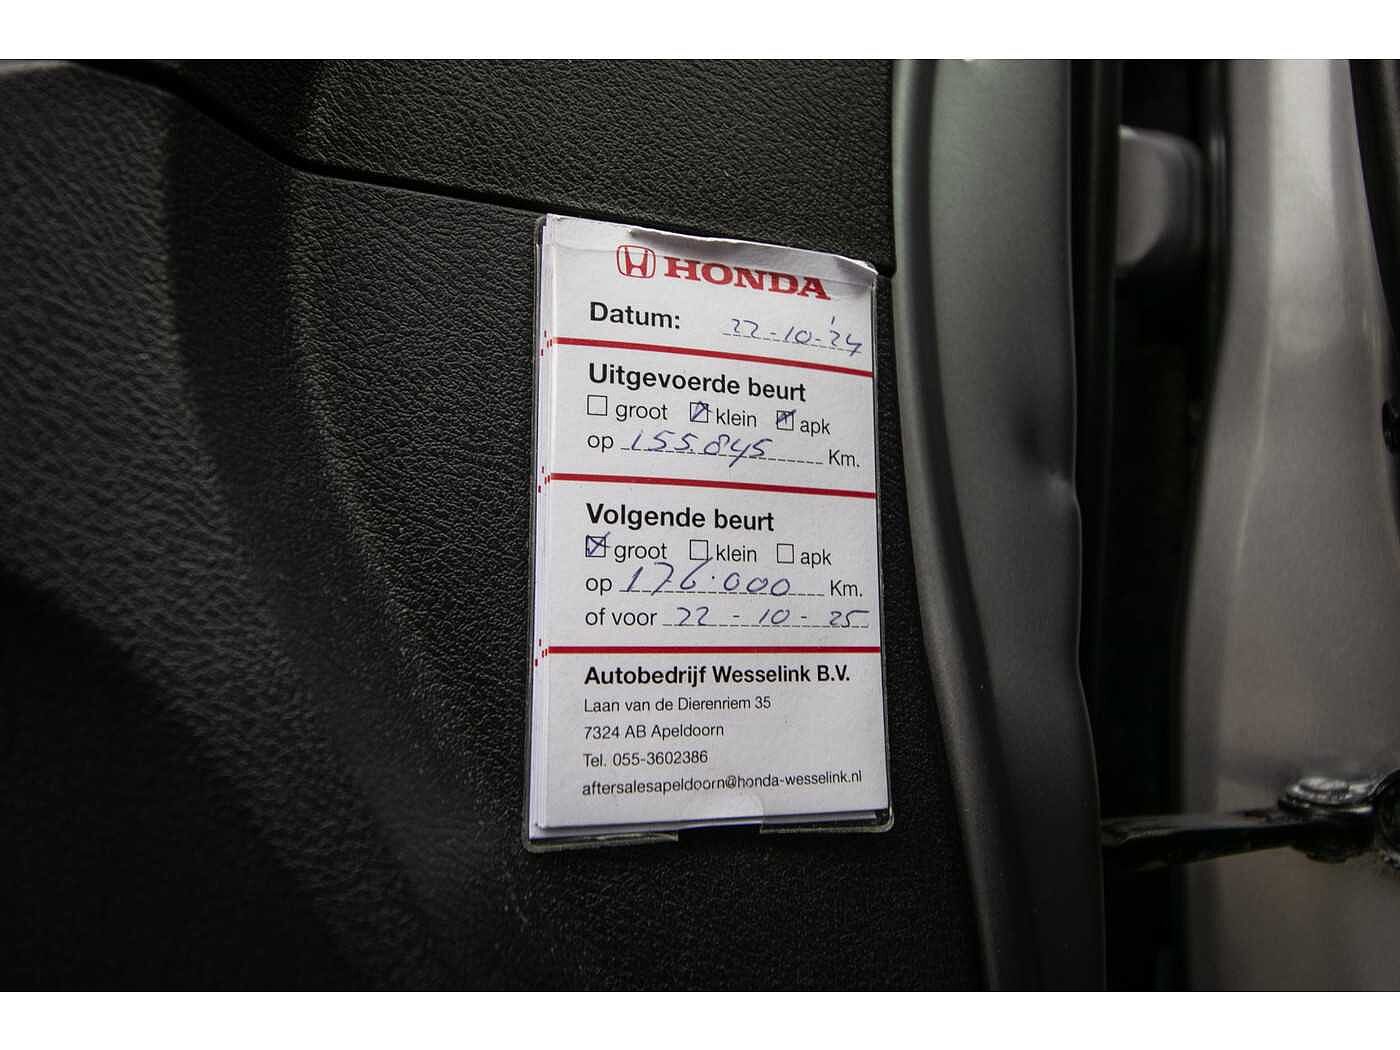 HONDA
Datum: 22-10-'24
Uitgevoerde beurt
groot klein apk
op 155.845 Km.
Volgende beurt
groot klein apk
op 176.000 Km.
of voor 22-10-25
Autobedrijf Wesselink B.V.
Laan van de Dierenriem 35
7324 AB Apeldoorn
Tel. 055-3602386
aftersalesapeldoorn@honda-wesselink.nl